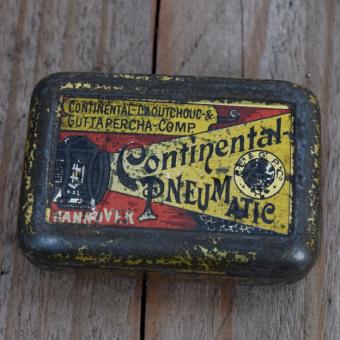 CONTINENTAL-CAOUTCHOUC-&
GUTTAPERCHA-COMP.
Continental-
PNEUMATIC
HANNOVER